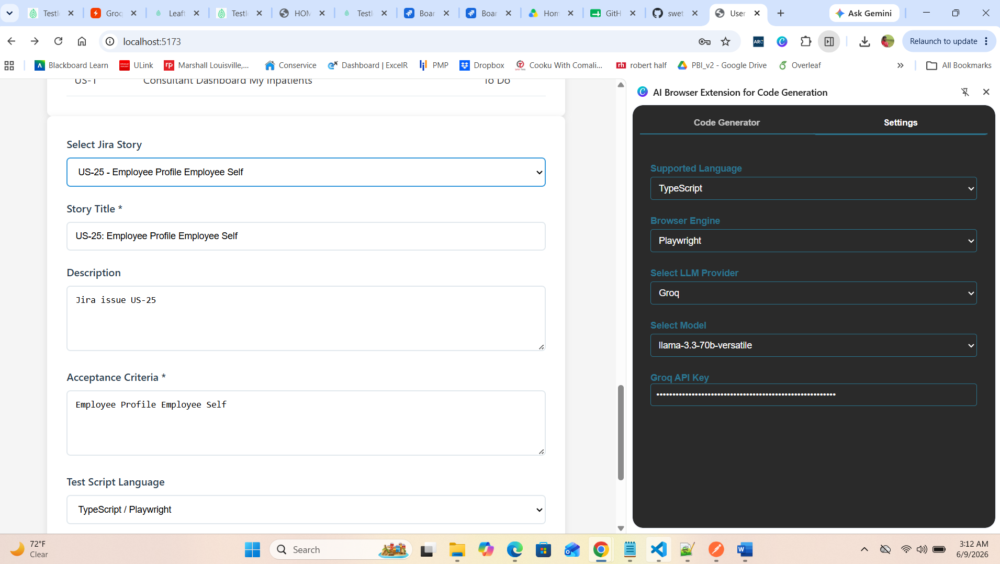 Testl
Groq
Leaft
Testl
HOM
Testl
Boar
Boar
Hom
GitH
swet
User
Ask Gemini
localhost:5173
ARC
Relaunch to update
Blackboard Learn
ULink
Marshall Louisville,...
Conservice
Dashboard | ExcelR
PMP
Dropbox
Cooku With Comali...
robert half
PBI_v2 - Google Drive
Overleaf
All Bookmarks
US-1 Consultant Dashboard My Inpatients To Do
Select Jira Story
US-25 - Employee Profile Employee Self
Story Title *
US-25: Employee Profile Employee Self
Description
Jira issue US-25
Acceptance Criteria *
Employee Profile Employee Self
Test Script Language
TypeScript / Playwright
AI Browser Extension for Code Generation
Code Generator
Settings
Supported Language
TypeScript
Browser Engine
Playwright
Select LLM Provider
Groq
Select Model
llama-3.3-70b-versatile
Groq API Key
72°F
Clear
Search
3:12 AM
6/9/2026